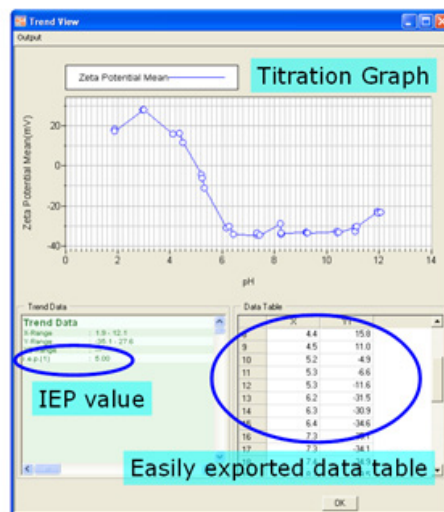 Trend View
Output
Zeta Potential Mean
Titration Graph
Zeta Potential Mean(mV)
20
0
-20
-40
0 2 4 6 8 10 12 14
pH
Trend Data
Data Table
Trend Data
X Range : 1.9 - 12.1
Y Range : -35.1 - 27.6
i.e.p.(1) : 5.00
IEP value
X
4.4 15.8
9 4.5 11.0
10 5.2 -4.9
11 5.3 -6.6
12 5.3 -11.6
13 6.2 -31.5
14 6.3 -30.9
15 6.4 -34.6
16 7.3
17 7.3 -34.1
Easily exported data table
OK